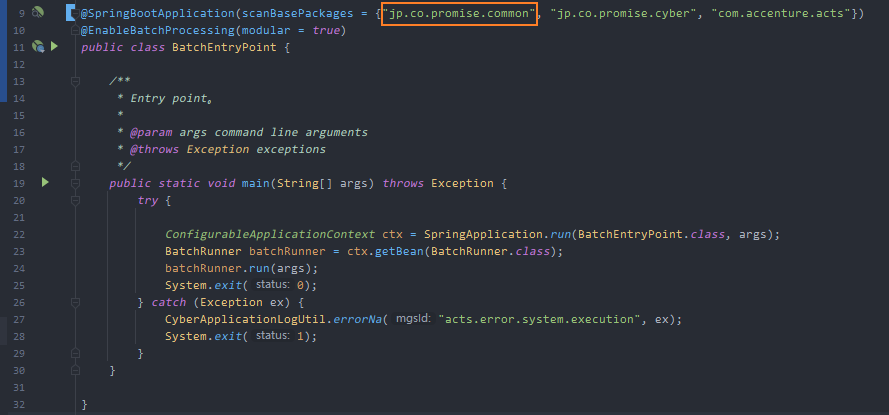 9 @SpringBootApplication(scanBasePackages = {"jp.co.promise.common", "jp.co.promise.cyber", "com.accenture.acts"})
10 @EnableBatchProcessing(modular = true)
11 public class BatchEntryPoint {
12
13 /**
14 * Entry point。
15 *
16 * @param args command line arguments
17 * @throws Exception exceptions
18 */
19 public static void main(String[] args) throws Exception {
20 try {
21
22 ConfigurableApplicationContext ctx = SpringApplication.run(BatchEntryPoint.class, args);
23 BatchRunner batchRunner = ctx.getBean(BatchRunner.class);
24 batchRunner.run(args);
25 System.exit( status: 0);
26 } catch (Exception ex) {
27 CyberApplicationLogUtil.errorNa( mgsId: "acts.error.system.execution", ex);
28 System.exit( status: 1);
29 }
30 }
31
32 }